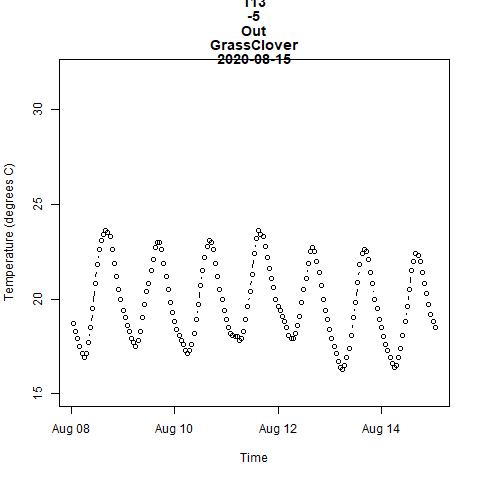 113
-5
Out
GrassClover
2020-08-15
Temperature (degrees C)
30
25
20
15
Aug 08
Aug 10
Aug 12
Aug 14
Time